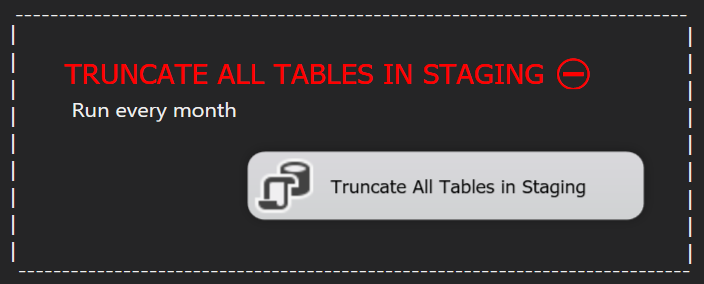 TRUNCATE ALL TABLES IN STAGING
Run every month
Truncate All Tables in Staging